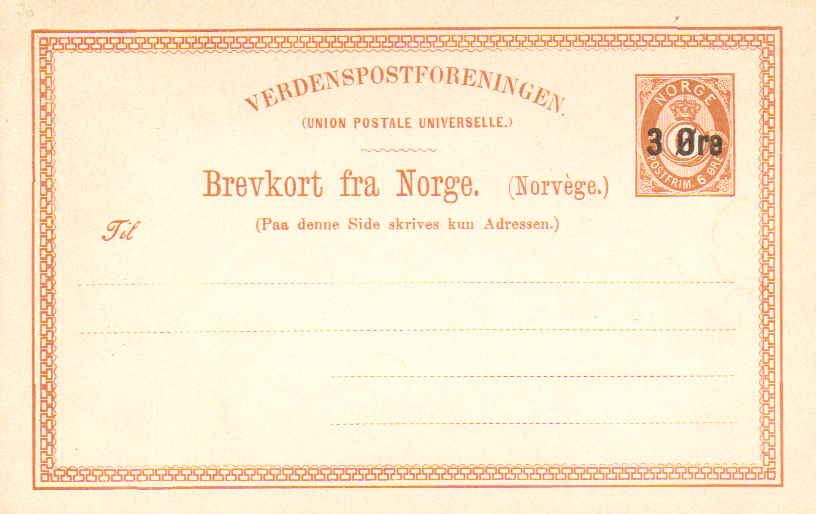 VERDENSPOSTFORENINGEN.
(UNION POSTALE UNIVERSELLE.)
Brevkort fra Norge. (Norvège.)
(Paa denne Side skrives kun Adressen.)
Til
NORGE
3 Øre
POSTFRIM. 6 ØRE